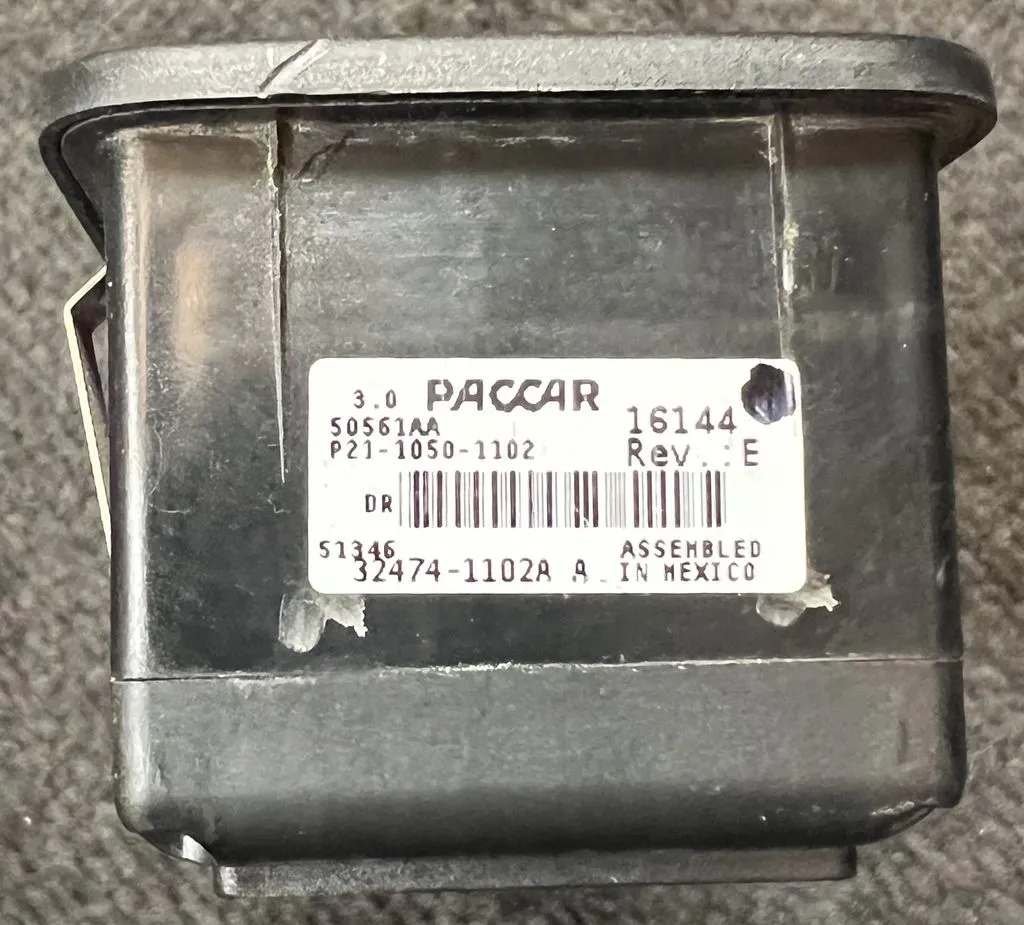 3.0 PACCAR
50561AA 16144
P21-1050-1102 Rev.:E
DR
51346 ASSEMBLED
32474-1102A A IN MEXICO